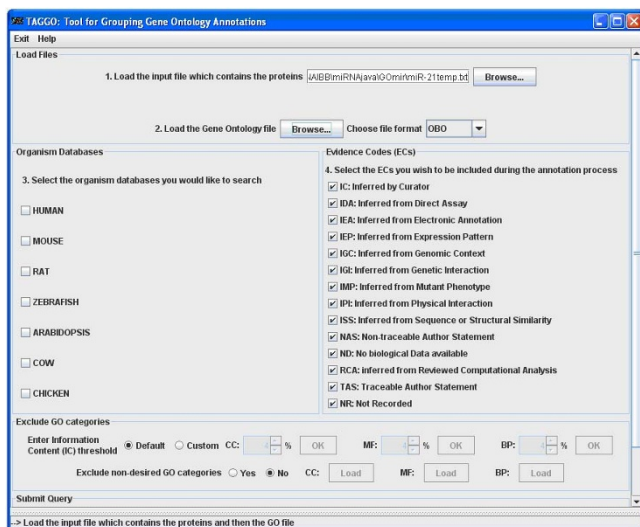 TAGGO: Tool for Grouping Gene Ontology Annotations
Exit Help
Load Files
1. Load the input file which contains the proteins \AIBB\miRNAjava\GOmir\miR-21temp.txt Browse...
2. Load the Gene Ontology file Browse... Choose file format OBO
Organism Databases
3. Select the organism databases you would like to search
HUMAN
MOUSE
RAT
ZEBRAFISH
ARABIDOPSIS
COW
CHICKEN
Evidence Codes (ECs)
4. Select the ECs you wish to be included during the annotation process
IC: Inferred by Curator
IDA: Inferred from Direct Assay
IEA: Inferred from Electronic Annotation
IEP: Inferred from Expression Pattern
IGC: Inferred from Genomic Context
IGI: Inferred from Genetic Interaction
IMP: Inferred from Mutant Phenotype
IPI: Inferred from Physical Interaction
ISS: Inferred from Sequence or Structural Similarity
NAS: Non-traceable Author Statement
ND: No biological Data available
RCA: inferred from Reviewed Computational Analysis
TAS: Traceable Author Statement
NR: Not Recorded
Exclude GO categories
Enter Information
Content (IC) threshold Default Custom CC: 4 % OK MF: 4 % OK BP: 4 % OK
Exclude non-desired GO categories Yes No CC: Load MF: Load BP: Load
Submit Query
--> Load the input file which contains the proteins and then the GO file